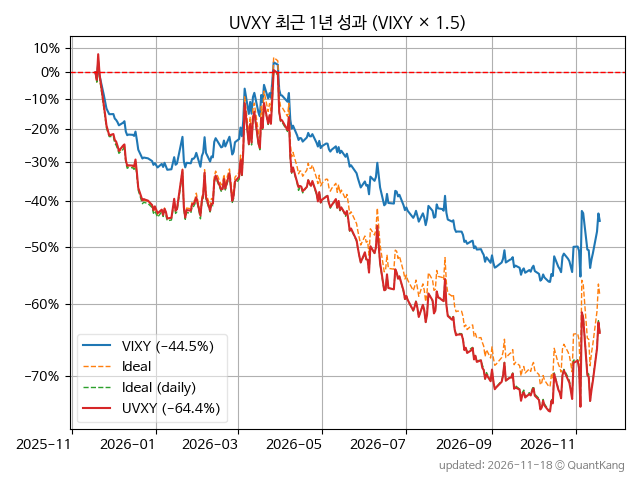 UVXY 최근 1년 성과 (VIXY × 1.5)
10%
0%
−10%
−20%
−30%
−40%
−50%
−60%
−70%
VIXY (−44.5%)
Ideal
Ideal (daily)
UVXY (−64.4%)
2025-11
2026-01
2026-03
2026-05
2026-07
2026-09
2026-11
updated: 2026-11-18 © QuantKang